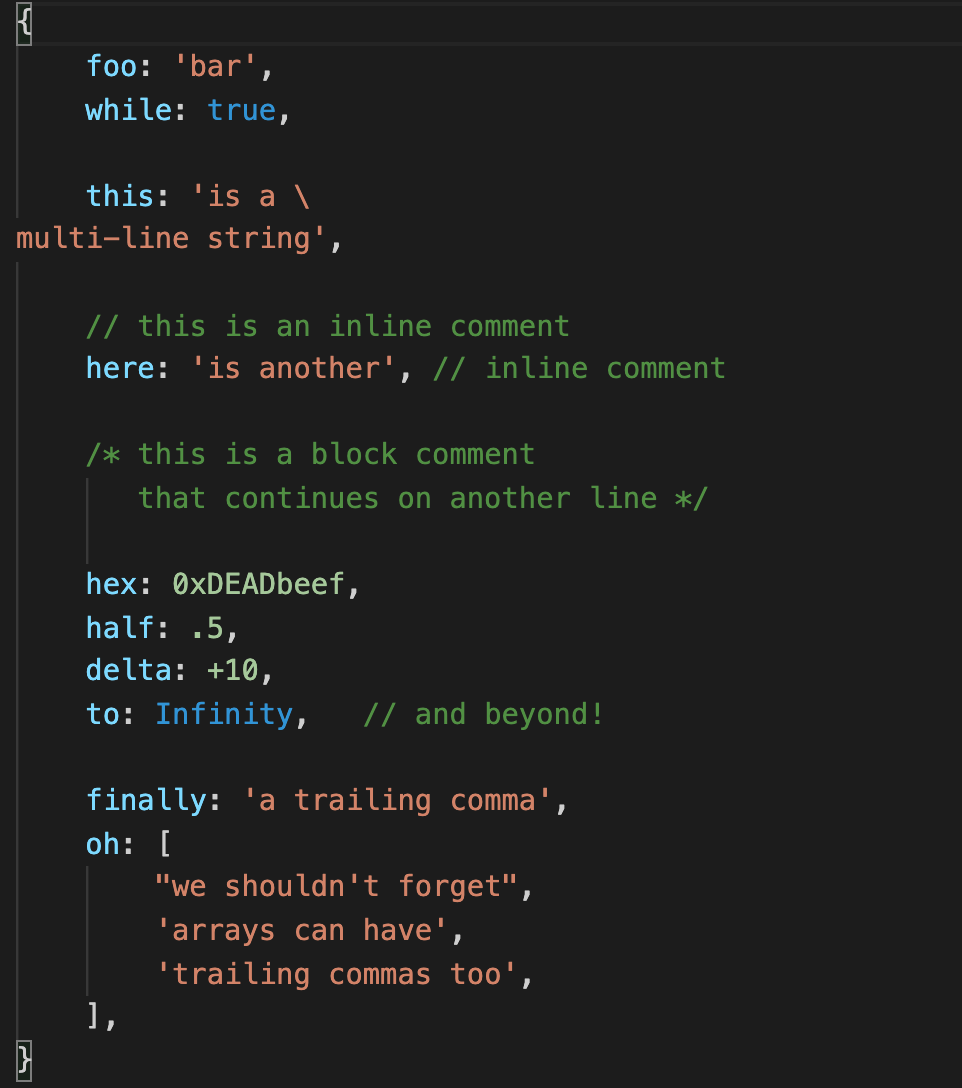 {
    foo: 'bar',
    while: true,

    this: 'is a \
multi-line string',

    // this is an inline comment
    here: 'is another', // inline comment

    /* this is a block comment
       that continues on another line */

    hex: 0xDEADbeef,
    half: .5,
    delta: +10,
    to: Infinity,   // and beyond!

    finally: 'a trailing comma',
    oh: [
        "we shouldn't forget",
        'arrays can have',
        'trailing commas too',
    ],
}